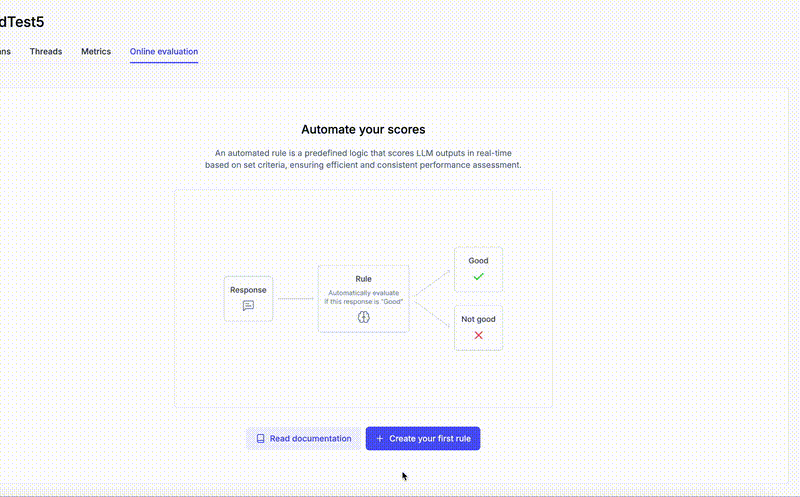 dTest5
ns Threads Metrics Online evaluation
Automate your scores
An automated rule is a predefined logic that scores LLM outputs in real-time
based on set criteria, ensuring efficient and consistent performance assessment.
Response
Rule
Automatically evaluate
if this response is "Good"
Good
Not good
Read documentation
Create your first rule